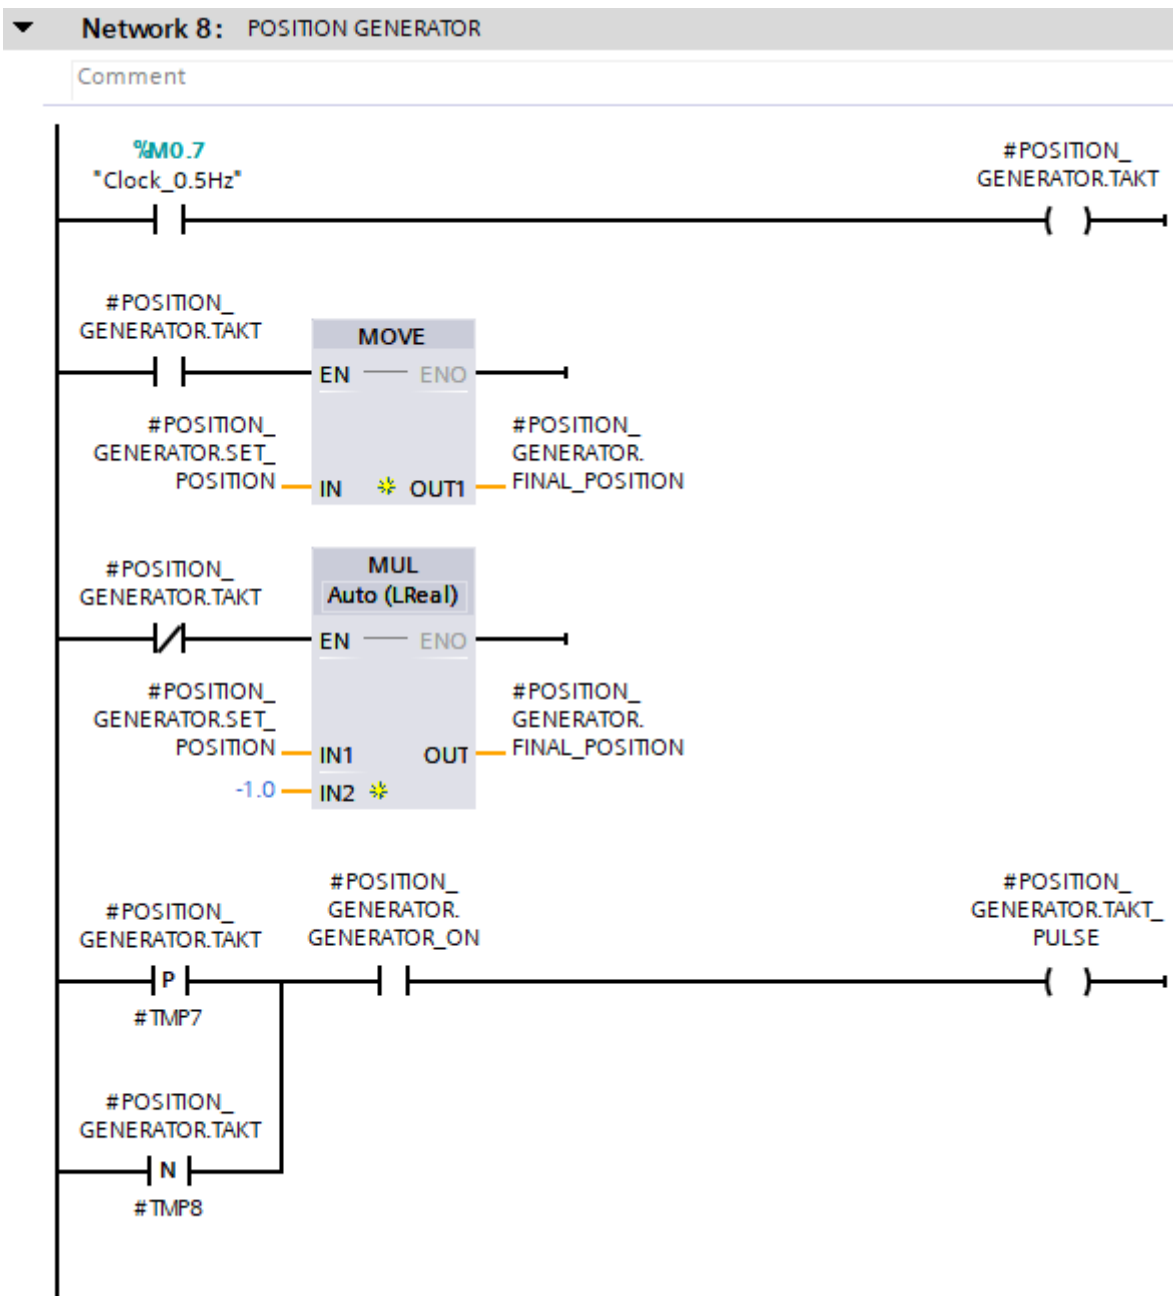 Network 8: POSITION GENERATOR
Comment
%M0.7
"Clock_0.5Hz"
#POSITION_
GENERATOR.TAKT
#POSITION_
GENERATOR.TAKT
MOVE
EN ENO
#POSITION_
GENERATOR.SET_
POSITION
IN OUT1
#POSITION_
GENERATOR.
FINAL_POSITION
#POSITION_
GENERATOR.TAKT
MUL
Auto (LReal)
EN ENO
#POSITION_
GENERATOR.SET_
POSITION
IN1 OUT
#POSITION_
GENERATOR.
FINAL_POSITION
-1.0 IN2
#POSITION_
GENERATOR.TAKT
P
#TMP7
#POSITION_
GENERATOR.
GENERATOR_ON
#POSITION_
GENERATOR.TAKT_
PULSE
#POSITION_
GENERATOR.TAKT
N
#TMP8